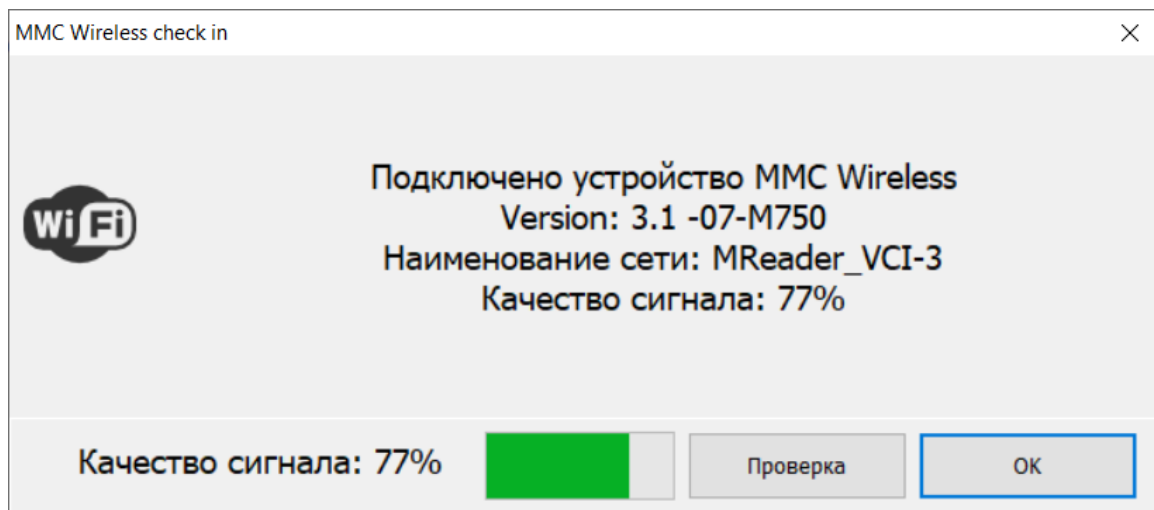 MMC Wireless check in
Подключено устройство MMC Wireless
Version: 3.1 -07-M750
Наименование сети: MReader_VCI-3
Качество сигнала: 77%
Wi Fi
Качество сигнала: 77%
Проверка
OK